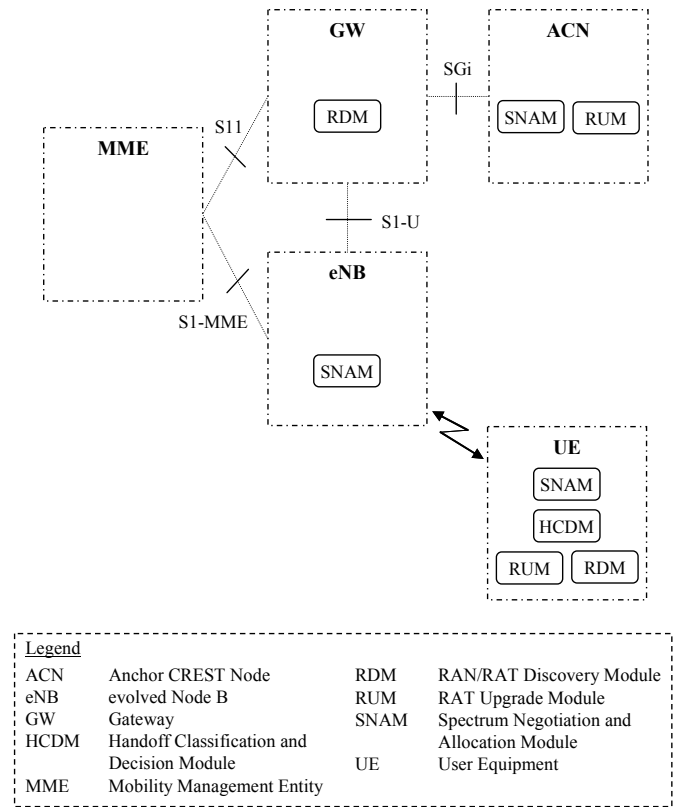 GW
ACN
SGi
RDM
SNAM
RUM
S11
MME
S1-U
eNB
S1-MME
SNAM
UE
SNAM
HCDM
RUM
RDM
Legend
ACN Anchor CREST Node
eNB evolved Node B
GW Gateway
HCDM Handoff Classification and
Decision Module
MME Mobility Management Entity
RDM RAN/RAT Discovery Module
RUM RAT Upgrade Module
SNAM Spectrum Negotiation and
Allocation Module
UE User Equipment